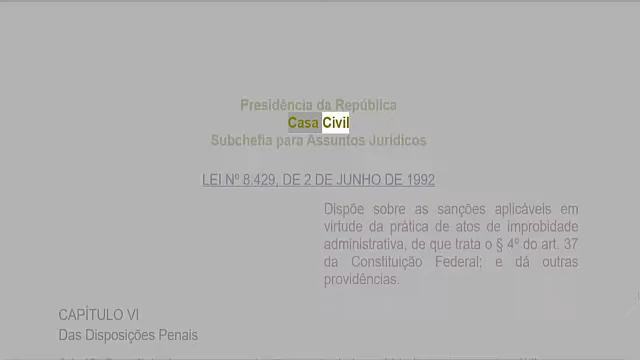 Presidência da República
Casa Civil
Subchefia para Assuntos Jurídicos
LEI Nº 8.429, DE 2 DE JUNHO DE 1992
Dispõe sobre as sanções aplicáveis em
virtude da prática de atos de improbidade
administrativa, de que trata o § 4º do art. 37
da Constituição Federal; e dá outras
providências.
CAPÍTULO VI
Das Disposições Penais